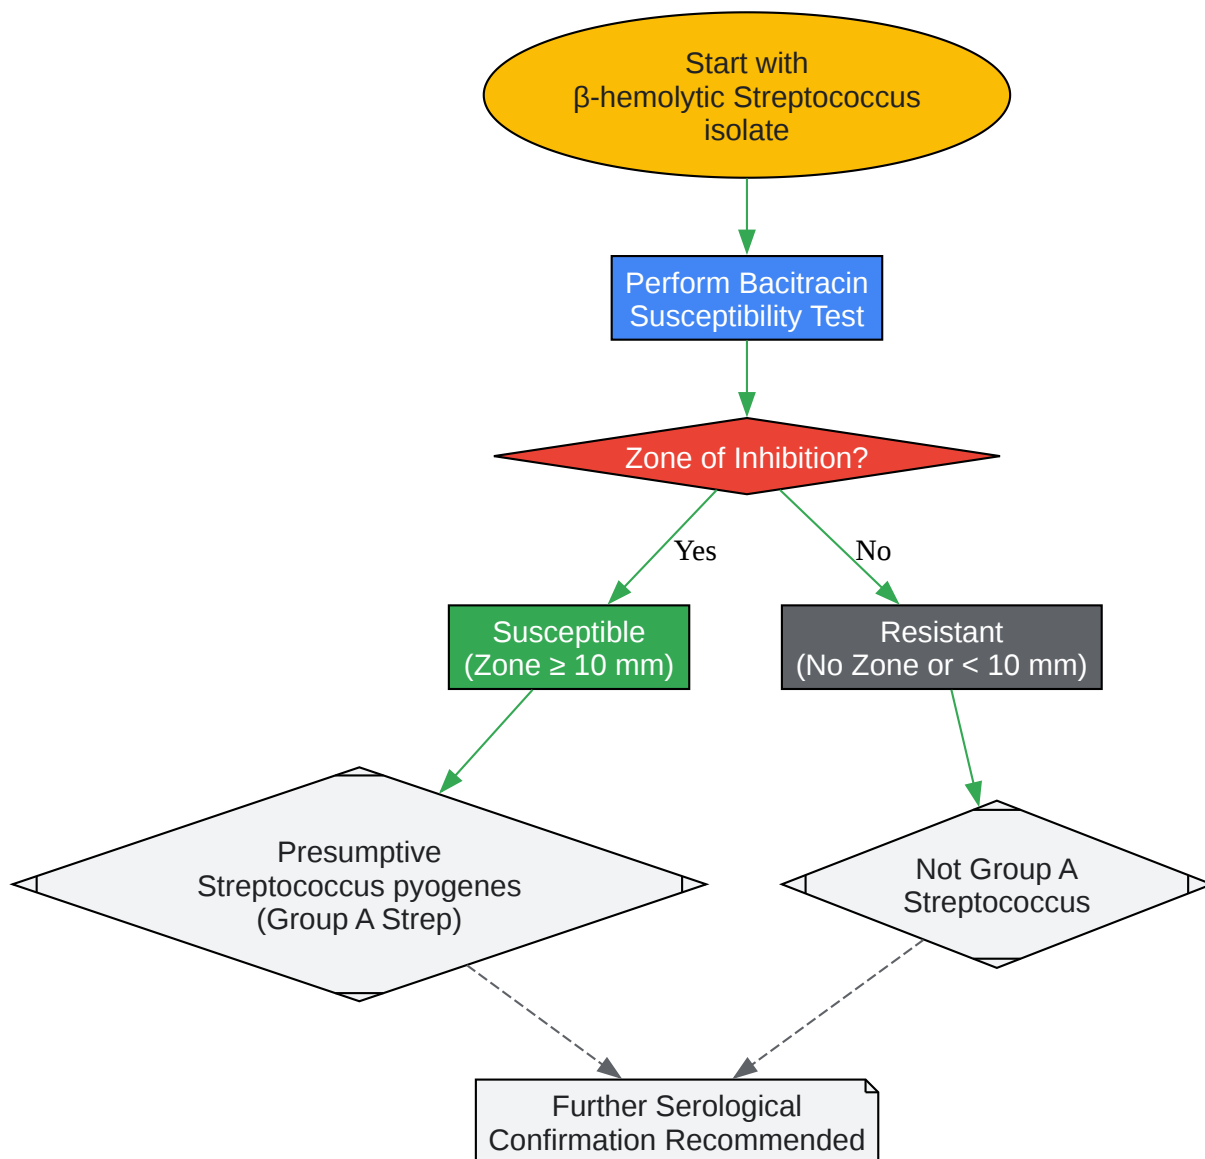 Start with
β-hemolytic Streptococcus
isolate
Perform Bacitracin
Susceptibility Test
Zone of Inhibition?
Yes
No
Susceptible
(Zone ≥ 10 mm)
Resistant
(No Zone or < 10 mm)
Presumptive
Streptococcus pyogenes
(Group A Strep)
Not Group A
Streptococcus
Further Serological
Confirmation Recommended